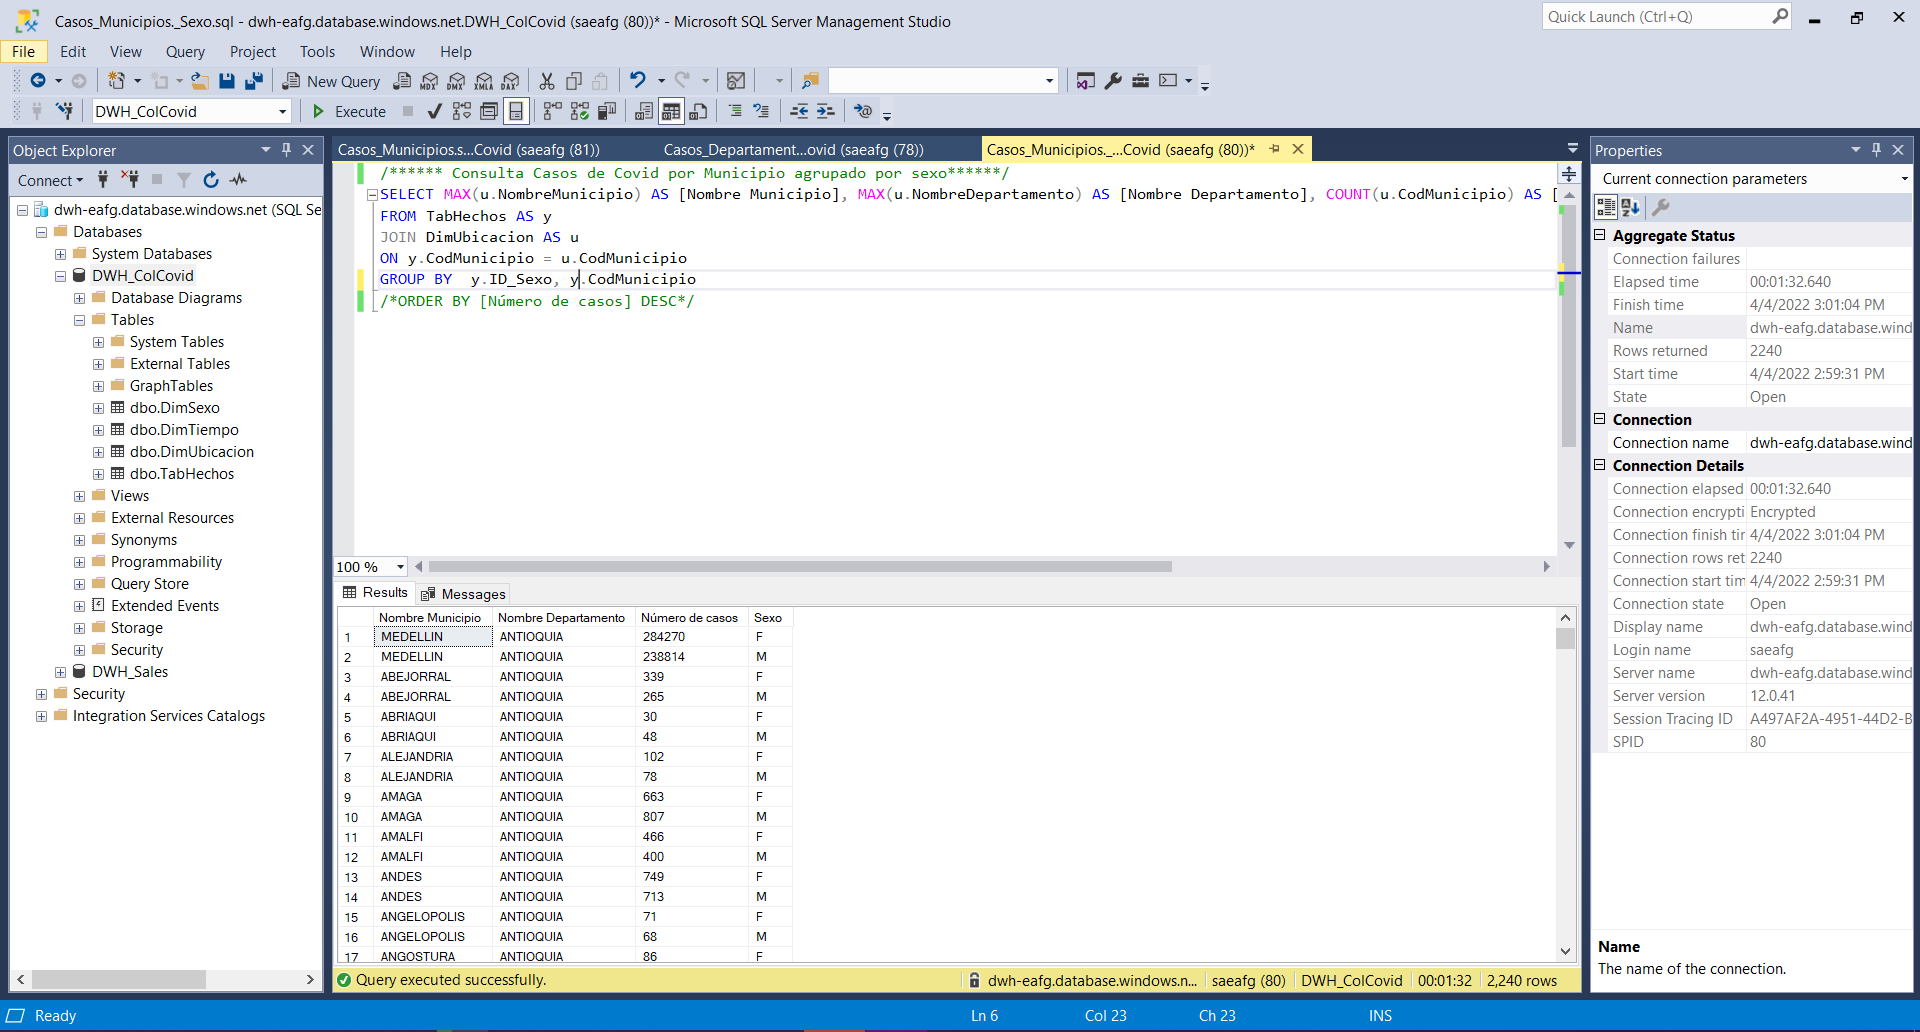 Casos_Municipios._Sexo.sql - dwh-eafg.database.windows.net.DWH_ColCovid (saeafg (80))* - Microsoft SQL Server Management Studio
Quick Launch (Ctrl+Q)
File Edit View Query Project Tools Window Help
New Query MDX DMX XMLA DAX
DWH_ColCovid Execute
Object Explorer
Connect
dwh-eafg.database.windows.net (SQL Se
Databases
System Databases
DWH_ColCovid
Database Diagrams
Tables
System Tables
External Tables
GraphTables
dbo.DimSexo
dbo.DimTiempo
dbo.DimUbicacion
dbo.TabHechos
Views
External Resources
Synonyms
Programmability
Query Store
Extended Events
Storage
Security
DWH_Sales
Security
Integration Services Catalogs
Casos_Municipios.s...Covid (saeafg (81)) Casos_Departament...ovid (saeafg (78)) Casos_Municipios._...Covid (saeafg (80))*
/****** Consulta Casos de Covid por Municipio agrupado por sexo******/
SELECT MAX(u.NombreMunicipio) AS [Nombre Municipio], MAX(u.NombreDepartamento) AS [Nombre Departamento], COUNT(u.CodMunicipio) AS [
FROM TabHechos AS y
JOIN DimUbicacion AS u
ON y.CodMunicipio = u.CodMunicipio
GROUP BY  y.ID_Sexo, y.CodMunicipio
/*ORDER BY [Número de casos] DESC*/
100 %
Results Messages
Nombre Municipio Nombre Departamento Número de casos Sexo
1 MEDELLIN ANTIOQUIA 284270 F
2 MEDELLIN ANTIOQUIA 238814 M
3 ABEJORRAL ANTIOQUIA 339 F
4 ABEJORRAL ANTIOQUIA 265 M
5 ABRIAQUI ANTIOQUIA 30 F
6 ABRIAQUI ANTIOQUIA 48 M
7 ALEJANDRIA ANTIOQUIA 102 F
8 ALEJANDRIA ANTIOQUIA 78 M
9 AMAGA ANTIOQUIA 663 F
10 AMAGA ANTIOQUIA 807 M
11 AMALFI ANTIOQUIA 466 F
12 AMALFI ANTIOQUIA 400 M
13 ANDES ANTIOQUIA 749 F
14 ANDES ANTIOQUIA 713 M
15 ANGELOPOLIS ANTIOQUIA 71 F
16 ANGELOPOLIS ANTIOQUIA 68 M
17 ANGOSTURA ANTIOQUIA 86 F
Query executed successfully. dwh-eafg.database.windows.n... saeafg (80) DWH_ColCovid 00:01:32 2,240 rows
Properties
Current connection parameters
Aggregate Status
Connection failures
Elapsed time 00:01:32.640
Finish time 4/4/2022 3:01:04 PM
Name dwh-eafg.database.wind
Rows returned 2240
Start time 4/4/2022 2:59:31 PM
State Open
Connection
Connection name dwh-eafg.database.wind
Connection Details
Connection elapsed 00:01:32.640
Connection encrypti Encrypted
Connection finish tir 4/4/2022 3:01:04 PM
Connection rows ret 2240
Connection start tim 4/4/2022 2:59:31 PM
Connection state Open
Display name dwh-eafg.database.wind
Login name saeafg
Server name dwh-eafg.database.wind
Server version 12.0.41
Session Tracing ID A497AF2A-4951-44D2-B
SPID 80
Name
The name of the connection.
Ready Ln 6 Col 23 Ch 23 INS